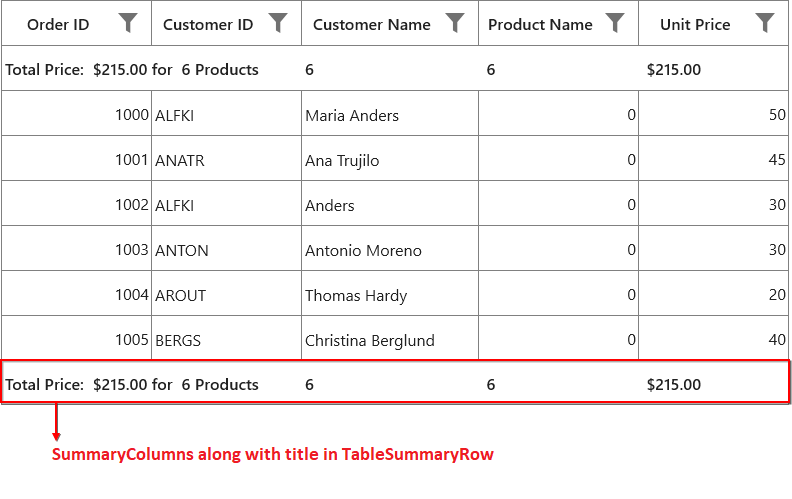 Order ID Customer ID Customer Name Product Name Unit Price
Total Price: $215.00 for 6 Products 6 6 $215.00
1000 ALFKI Maria Anders 0 50
1001 ANATR Ana Trujilo 0 45
1002 ALFKI Anders 0 30
1003 ANTON Antonio Moreno 0 30
1004 AROUT Thomas Hardy 0 20
1005 BERGS Christina Berglund 0 40
Total Price: $215.00 for 6 Products 6 6 $215.00
SummaryColumns along with title in TableSummaryRow